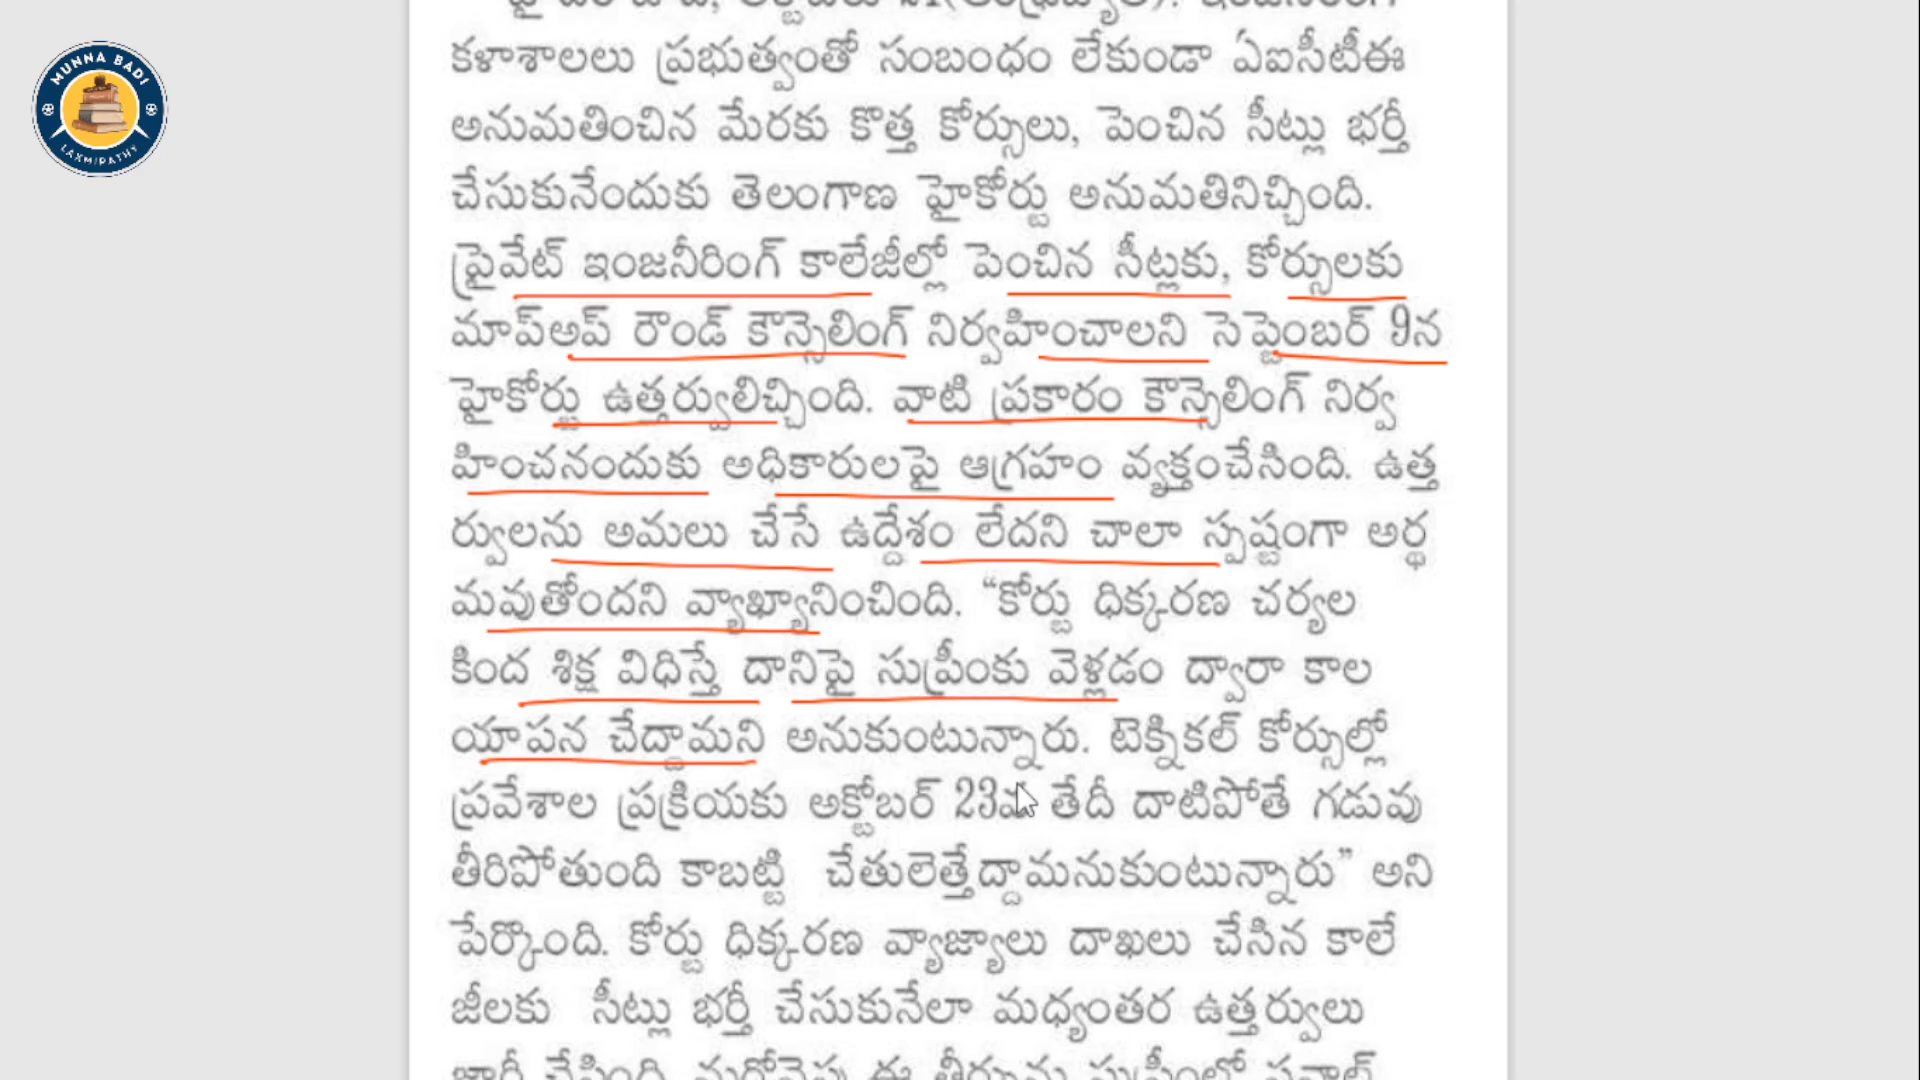 MUNNA BADI
LAXMIPATHY
కళాశాలలు ప్రభుత్వంతో సంబంధం లేకుండా ఏఐసీటీఈ
అనుమతించిన మేరకు కొత్త కోర్సులు, పెంచిన సీట్లు భర్తీ
చేసుకునేందుకు తెలంగాణ హైకోర్టు అనుమతినిచ్చింది.
ప్రైవేట్ ఇంజనీరింగ్ కాలేజీల్లో పెంచిన సీట్లకు, కోర్సులకు
మాప్‌అప్ రౌండ్ కౌన్సెలింగ్ నిర్వహించాలని సెప్టెంబర్ 9న
హైకోర్టు ఉత్తర్వులిచ్చింది. వాటి ప్రకారం కౌన్సెలింగ్ నిర్వ
హించనందుకు అధికారులపై ఆగ్రహం వ్యక్తంచేసింది. ఉత్త
ర్వులను అమలు చేసే ఉద్దేశం లేదని చాలా స్పష్టంగా అర్థ
మవుతోందని వ్యాఖ్యానించింది. “కోర్టు ధిక్కరణ చర్యల
కింద శిక్ష విధిస్తే దానిపై సుప్రీంకు వెళ్లడం ద్వారా కాల
యాపన చేద్దామని అనుకుంటున్నారు. టెక్నికల్ కోర్సుల్లో
ప్రవేశాల ప్రక్రియకు అక్టోబర్ 23వ తేదీ దాటిపోతే గడువు
తీరిపోతుంది కాబట్టి చేతులెత్తేద్దామనుకుంటున్నారు” అని
పేర్కొంది. కోర్టు ధిక్కరణ వ్యాజ్యాలు దాఖలు చేసిన కాలే
జీలకు సీట్లు భర్తీ చేసుకునేలా మధ్యంతర ఉత్తర్వులు